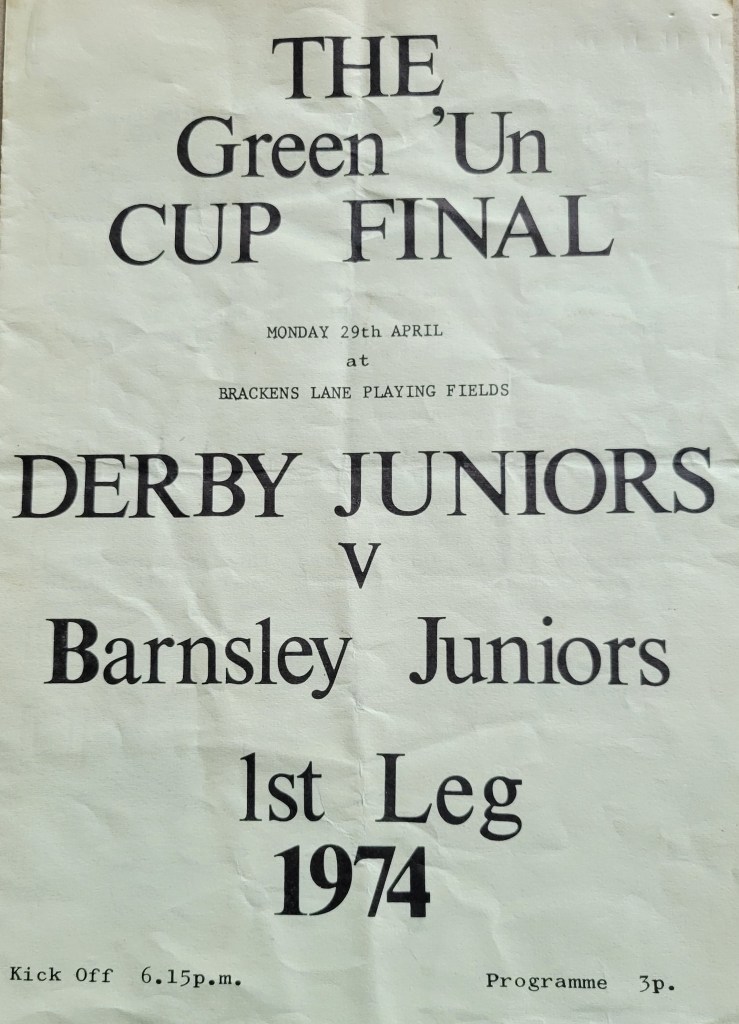 THE
Green 'Un
CUP FINAL
MONDAY 29th APRIL
at
BRACKENS LANE PLAYING FIELDS
DERBY JUNIORS
V
Barnsley Juniors
1st Leg
1974
Kick Off 6.15p.m. Programme 3p.